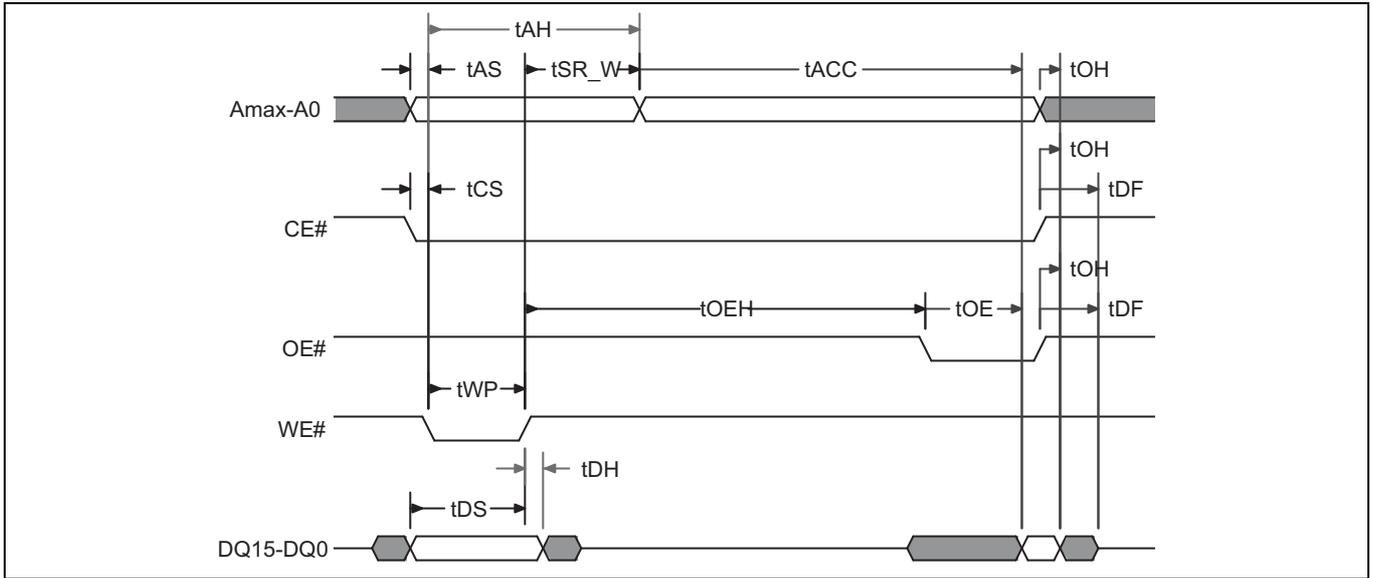 tAH
tAS tSR_W tACC tOH
Amax-A0
tOH
tCS tDF
CE#
tOH
tOEH tOE tDF
OE#
tWP
WE#
tDH
tDS
DQ15-DQ0